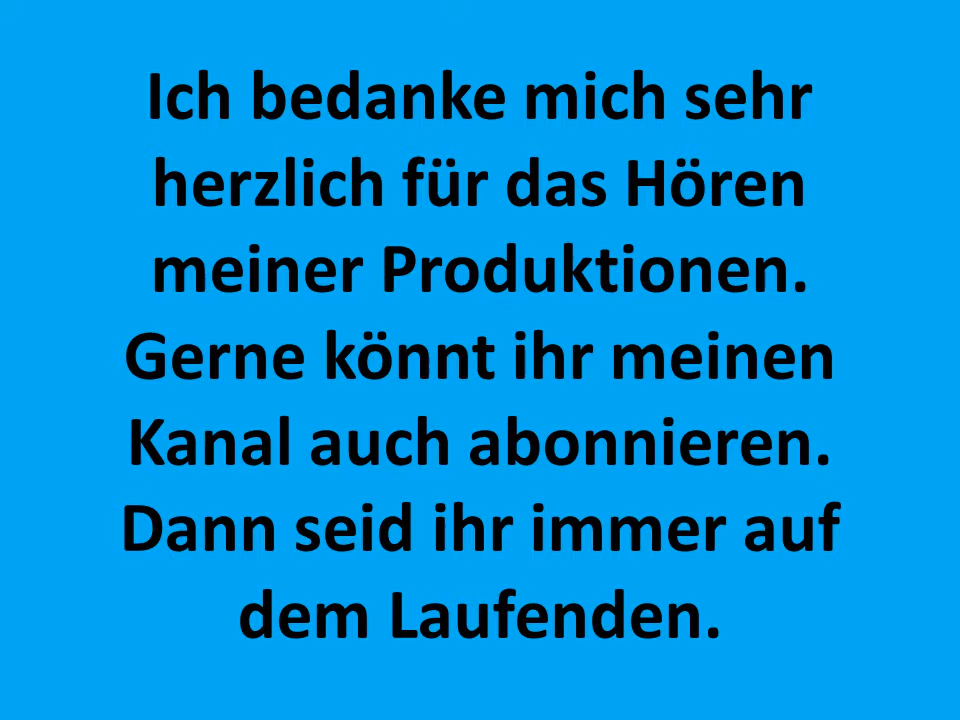 Ich bedanke mich sehr
herzlich für das Hören
meiner Produktionen.
Gerne könnt ihr meinen
Kanal auch abonnieren.
Dann seid ihr immer auf
dem Laufenden.